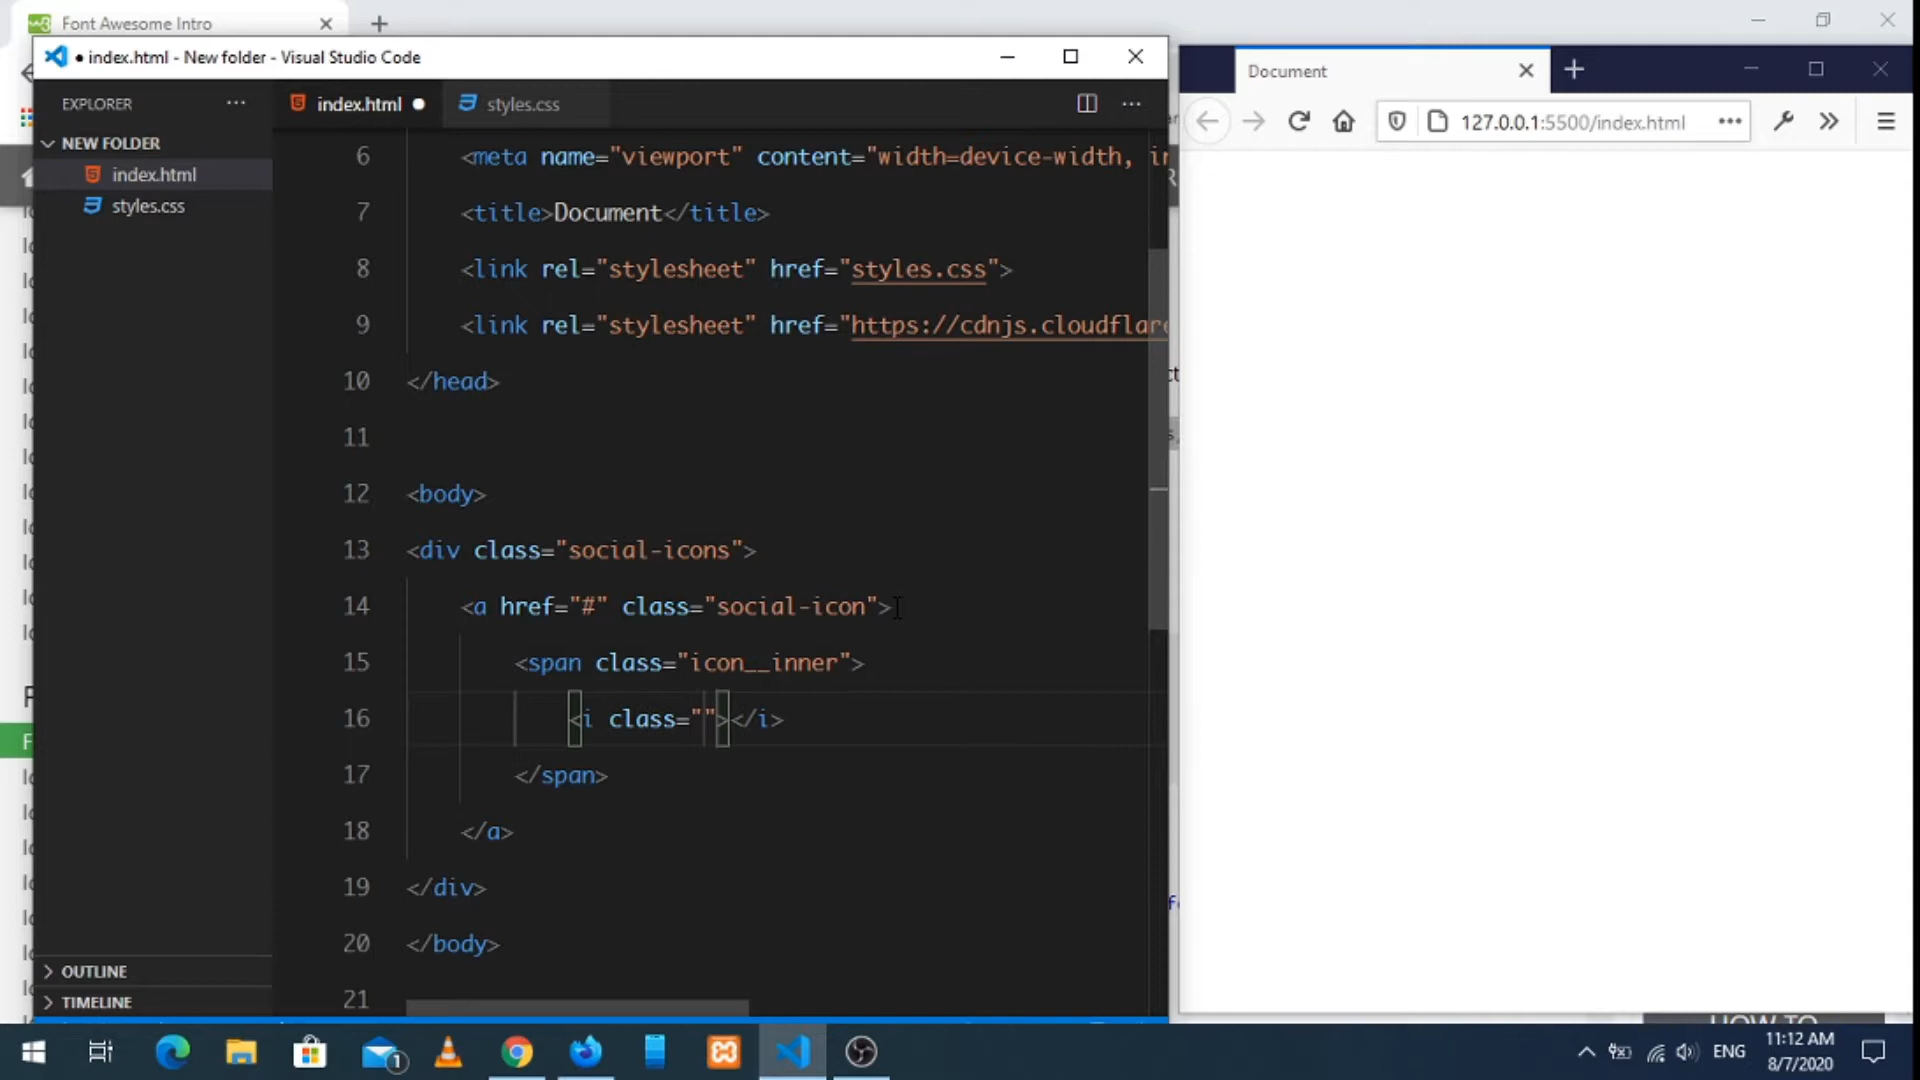 Font Awesome Intro
index.html - New folder - Visual Studio Code
EXPLORER
NEW FOLDER
index.html
styles.css
OUTLINE
TIMELINE
index.html
styles.css
6 <meta name="viewport" content="width=device-width, in
7 <title>Document</title>
8 <link rel="stylesheet" href="styles.css">
9 <link rel="stylesheet" href="https://cdnjs.cloudflare
10 </head>
11
12 <body>
13 <div class="social-icons">
14 <a href="#" class="social-icon">
15 <span class="icon__inner">
16 <i class=""></i>
17 </span>
18 </a>
19 </div>
20 </body>
21
Document
127.0.0.1:5500/index.html
1
ENG
11:12 AM
8/7/2020